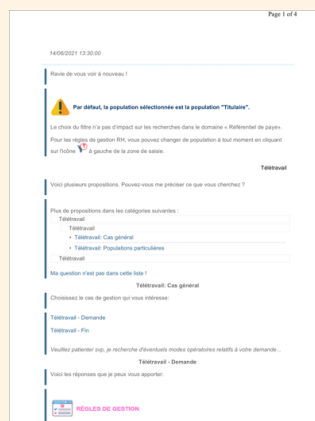 Page 1 of 4
14/06/2021 13:30:00
Ravie de vous voir à nouveau !
Par défaut, la population sélectionnée est la population "Titulaire".
Le choix du filtre n'a pas d'impact sur les recherches dans le domaine « Référentiel de paye».
Pour les règles de gestion RH, vous pouvez changer de population à tout moment en cliquant
sur l'icône à gauche de la zone de saisie.
Télétravail
Voici plusieurs propositions. Pouvez-vous me préciser ce que vous cherchez ?
Plus de propositions dans les catégories suivantes :
Télétravail
Télétravail
• Télétravail: Cas général
• Télétravail: Populations particulières
Télétravail
Ma question n'est pas dans cette liste !
Télétravail: Cas général
Choisissez le cas de gestion qui vous intéresse:
Télétravail - Demande
Télétravail - Fin
Veuillez patienter svp, je recherche d'éventuels modes opératoires relatifs à votre demande...
Télétravail - Demande
Voici les réponses que je peux vous apporter.
RÈGLES DE GESTION